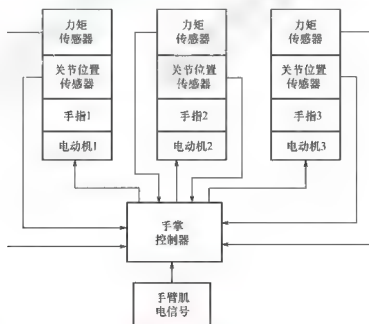 力矩
传感器
关节位置
传感器
手指1
电动机1
力矩
传感器
关节位置
传感器
手指2
电动机2
力矩
传感器
关节位置
传感器
手指3
电动机3
手掌
控制器
手臂肌
电信号